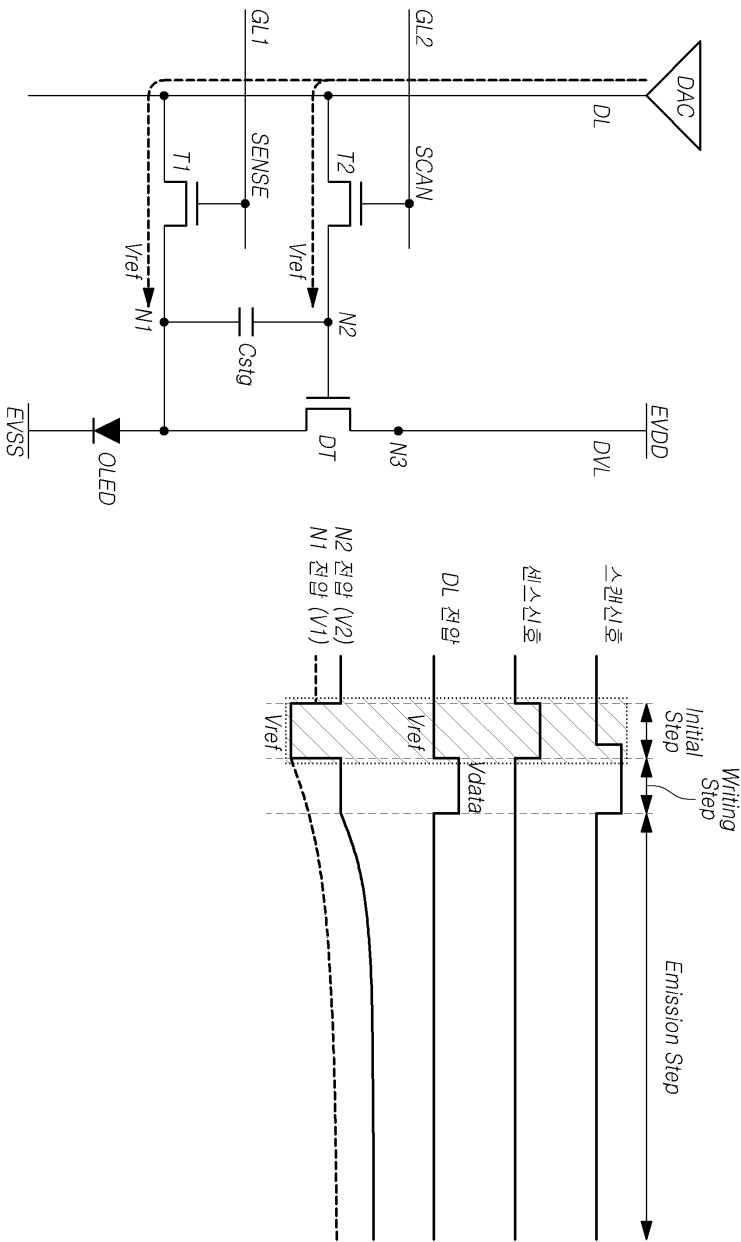 DAC
DL
GL1
GL2
SENSE
SCAN
T1
T2
Vref
Vref
N1
N2
Cstg
DT
N3
DVL
EVDD
OLED
EVSS
Initial
Step
Writing
Step
Emission Step
스캔신호
센스신호
DL 전압
Vref
Vdata
N2 전압 (V2)
N1 전압 (V1)
Vref